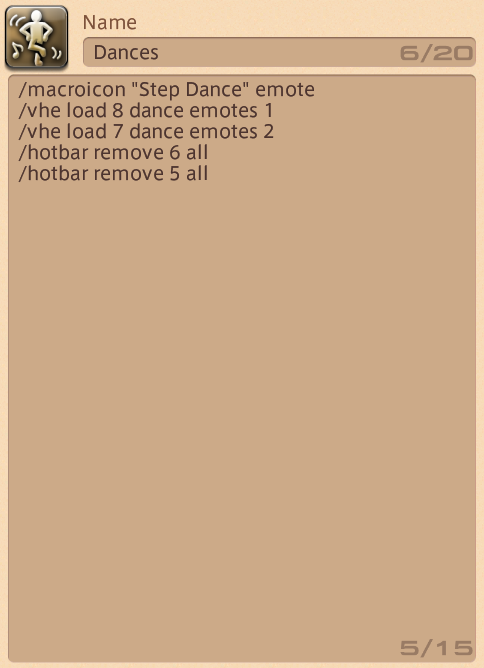 Name
Dances 6/20
/macroicon "Step Dance" emote
/vhe load 8 dance emotes 1
/vhe load 7 dance emotes 2
/hotbar remove 6 all
/hotbar remove 5 all
5/15